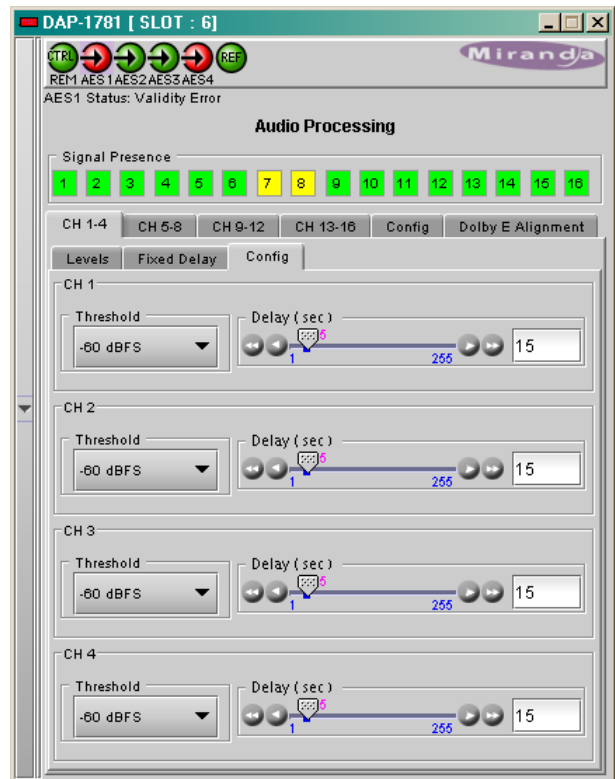 DAP-1781 [ SLOT : 6]
CTRL REF Miranda
REM AES1 AES2 AES3 AES4
AES1 Status: Validity Error
Audio Processing
Signal Presence
1 2 3 4 5 6 7 8 9 10 11 12 13 14 15 16
CH 1-4 CH 5-8 CH 9-12 CH 13-16 Config Dolby E Alignment
Levels Fixed Delay Config
CH 1
Threshold Delay ( sec )
-60 dBFS 5 15
1 255
CH 2
Threshold Delay ( sec )
-60 dBFS 5 15
1 255
CH 3
Threshold Delay ( sec )
-60 dBFS 5 15
1 255
CH 4
Threshold Delay ( sec )
-60 dBFS 5 15
1 255